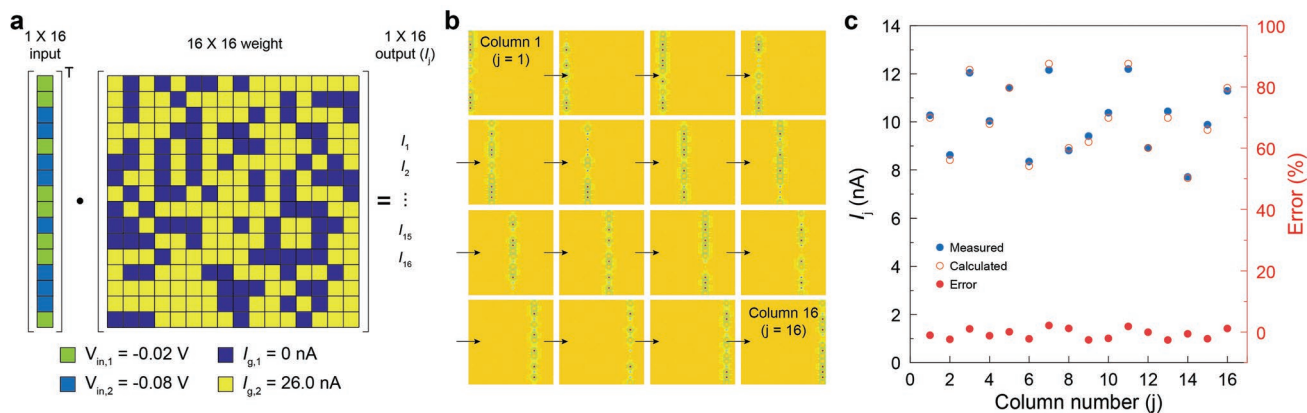 a
1 X 16
input
16 X 16 weight
1 X 16
output (Ij)
T
•
=
I1
I2
⋮
I15
I16
Vin,1 = -0.02 V
Ig,1 = 0 nA
Vin,2 = -0.08 V
Ig,2 = 26.0 nA
b
Column 1
(j = 1)
Column 16
(j = 16)
c
Ij (nA)
14
12
10
8
6
4
2
0
0 2 4 6 8 10 12 14 16
Column number (j)
Measured
Calculated
Error
100
80
60
40
20
0
Error (%)